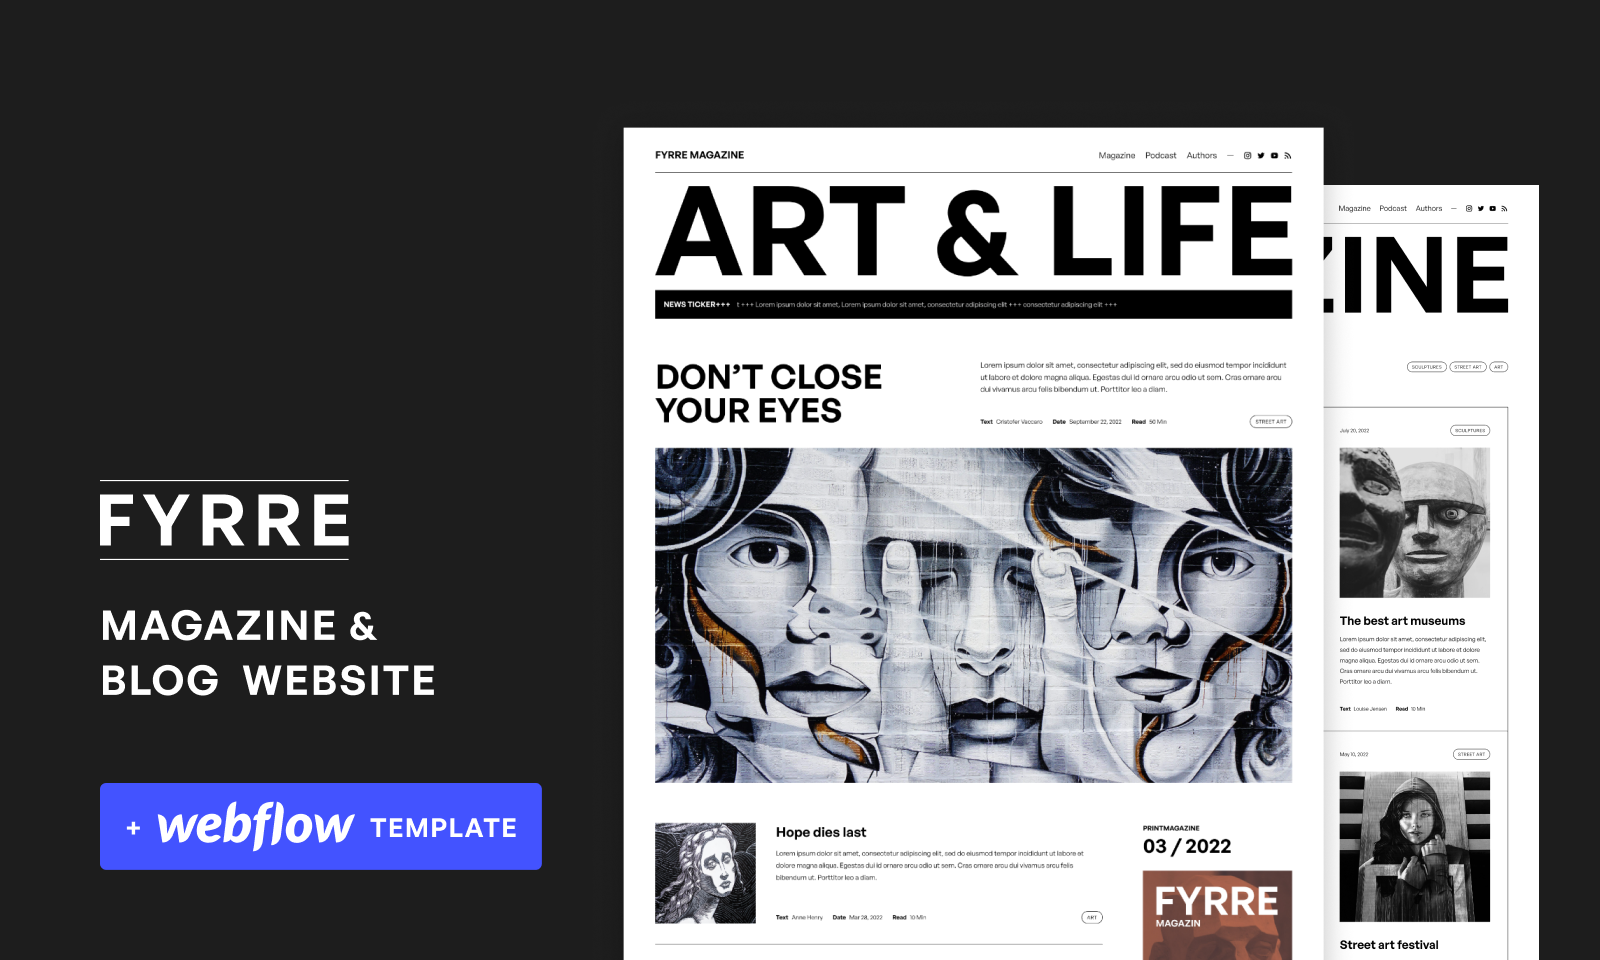 FYRRE
MAGAZINE &
BLOG WEBSITE
+ webflow TEMPLATE
FYRRE MAGAZINE
Magazine Podcast Authors —
ART & LIFE
NEWS TICKER+++ t +++ Lorem ipsum dolor sit amet, Lorem ipsum dolor sit amet, consectetur adipiscing elit +++ consectetur adipiscing elit +++
DON'T CLOSE
YOUR EYES
Lorem ipsum dolor sit amet, consectetur adipiscing elit, sed do eiusmod tempor incididunt
ut labore et dolore magna aliqua. Egestas dui id ornare arcu odio ut sem. Cras ornare arcu
dui vivamus arcu felis bibendum ut. Porttitor leo a diam.
Text Cristofer Vaccaro Date September 22, 2022 Read 50 Min
STREET ART
Hope dies last
Lorem ipsum dolor sit amet, consectetur adipiscing elit, sed do eiusmod tempor incididunt ut labore et
dolore magna aliqua. Egestas dui id ornare arcu odio ut sem. Cras ornare arcu dui vivamus arcu felis
bibendum ut. Porttitor leo a diam.
Text Anne Henry Date Mar 28, 2022 Read 10 Min
ART
PRINTMAGAZINE
03 / 2022
FYRRE
MAGAZIN
Magazine Podcast Authors —
ZINE
SCULPTURES STREET ART ART
July 20, 2022
SCULPTURES
The best art museums
Lorem ipsum dolor sit amet, consectetur adipiscing elit,
sed do eiusmod tempor incididunt ut labore et dolore
magna aliqua. Egestas dui id ornare arcu odio ut sem.
Cras ornare arcu dui vivamus arcu felis bibendum ut.
Porttitor leo a diam.
Text Louise Jensen Read 10 Min
May 10, 2022
STREET ART
Street art festival